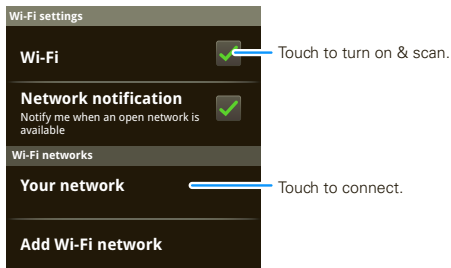 Wi-Fi settings
Wi-Fi
Touch to turn on & scan.
Network notification
Notify me when an open network is
available
Wi-Fi networks
Your network
Touch to connect.
Add Wi-Fi network